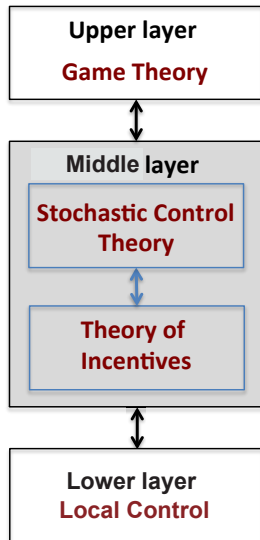 Upper layer
Game Theory
Middle layer
Stochastic Control
Theory
Theory of
Incentives
Lower layer
Local Control